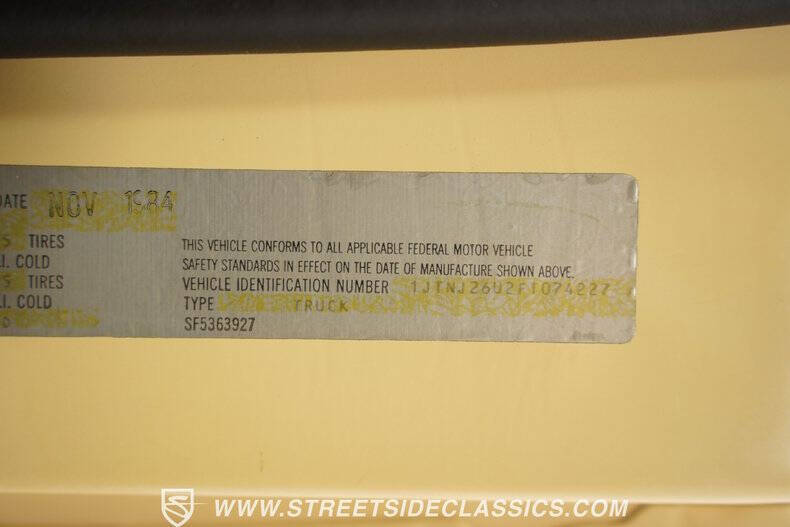 DATE NOV 1984
TIRES
COLD
TIRES
COLD
THIS VEHICLE CONFORMS TO ALL APPLICABLE FEDERAL MOTOR VEHICLE
SAFETY STANDARDS IN EFFECT ON THE DATE OF MANUFACTURE SHOWN ABOVE.
VEHICLE IDENTIFICATION NUMBER 1JTNJ26U2FT074227
TYPE TRUCK
SF5363927
WWW.STREETSIDECLASSICS.COM